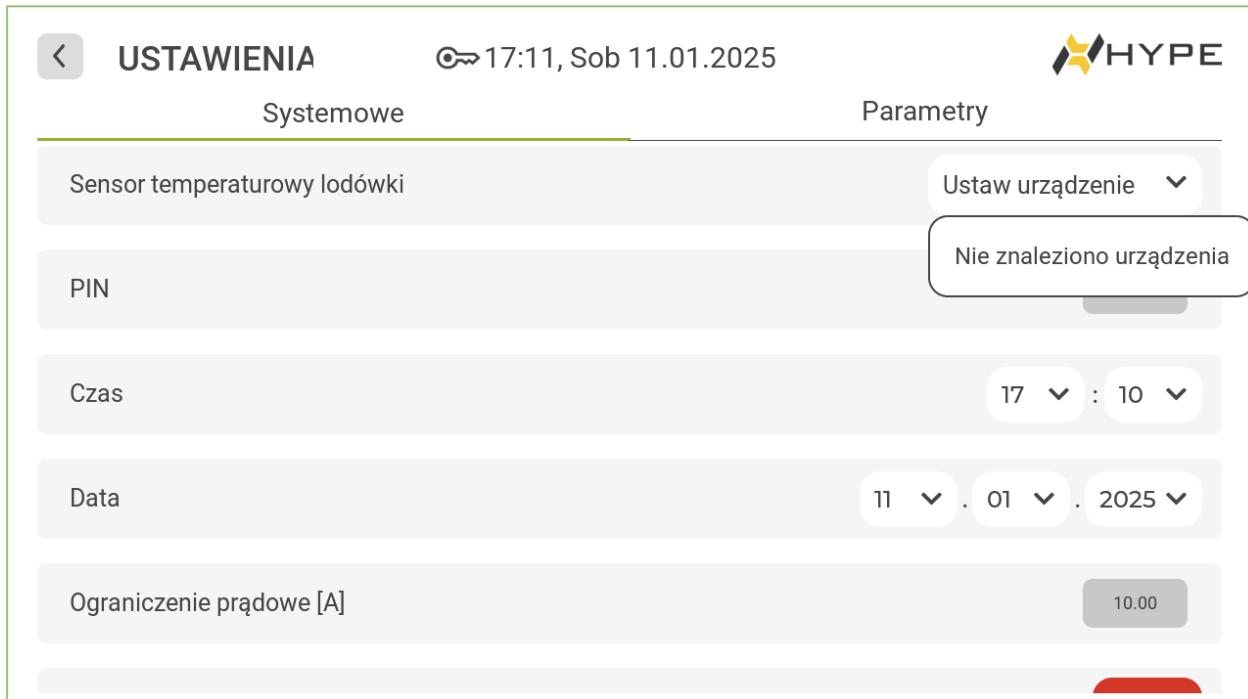 USTAWIENIA
17:11, Sob 11.01.2025
HYPE
Systemowe
Parametry
Sensor temperaturowy lodówki
Ustaw urządzenie
Nie znaleziono urządzenia
PIN
Czas
17 : 10
Data
11 . 01 . 2025
Ograniczenie prądowe [A]
10.00